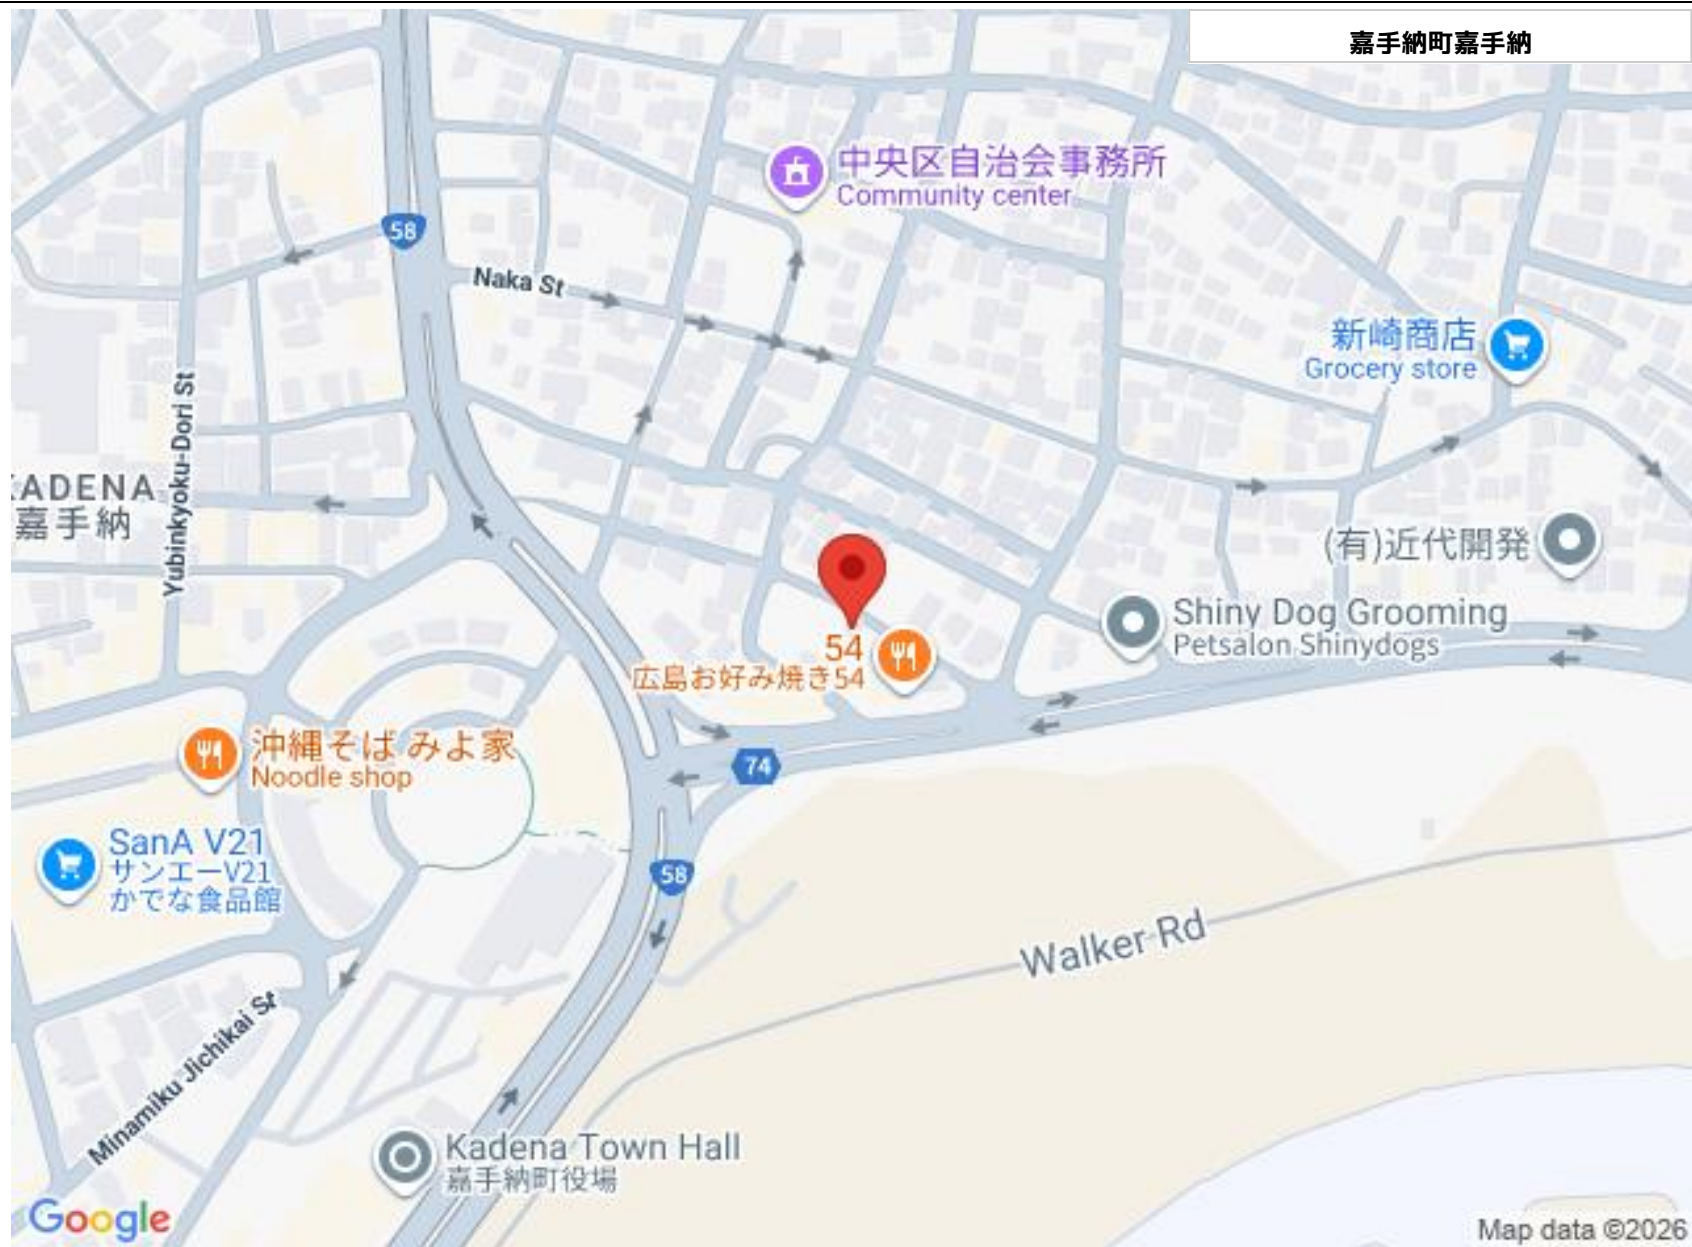 嘉手納町嘉手納
中央区自治会事務所
Community center
58
Naka St
新崎商店
Grocery store
Yubinkyoku-Dori St
KADENA
嘉手納
(有)近代開発
Shiny Dog Grooming
Petsalon Shinydogs
54
広島お好み焼き54
沖縄そば みよ家
Noodle shop
74
SanA V21
サンエーV21
かでな食品館
58
Walker Rd
Minamiku Jichikai St
Kadena Town Hall
嘉手納町役場
Google
Map data ©2026